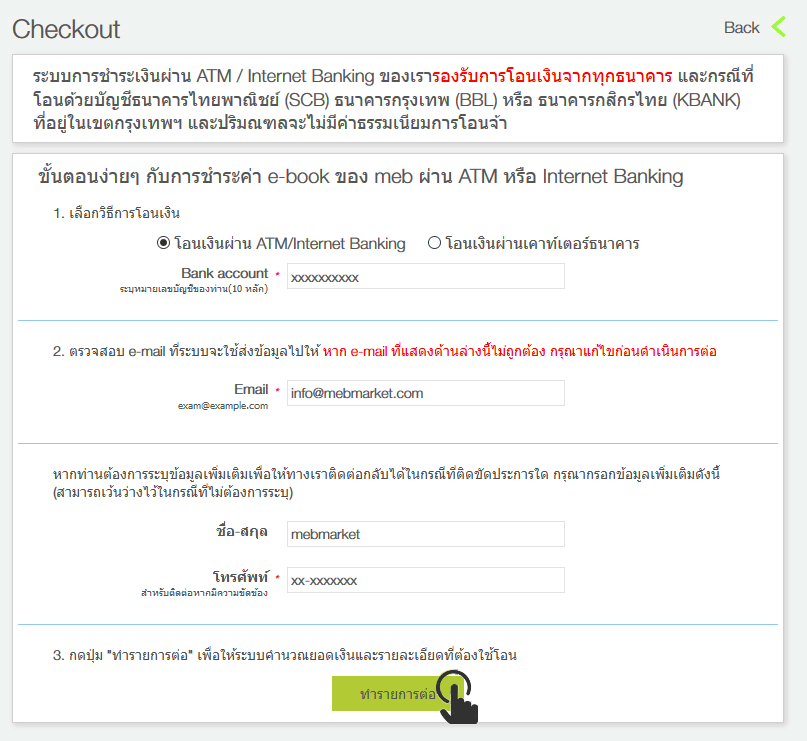 Checkout
Back
ระบบการชำระเงินผ่าน ATM / Internet Banking ของเรารองรับการโอนเงินจากทุกธนาคาร และกรณีที่
โอนด้วยบัญชีธนาคารไทยพาณิชย์ (SCB) ธนาคารกรุงเทพ (BBL) หรือ ธนาคารกสิกรไทย (KBANK)
ที่อยู่ในเขตกรุงเทพฯ และปริมณฑลจะไม่มีค่าธรรมเนียมการโอนจ้า
ขั้นตอนง่ายๆ กับการชำระค่า e-book ของ meb ผ่าน ATM หรือ Internet Banking
1. เลือกวิธีการโอนเงิน
โอนเงินผ่าน ATM/Internet Banking โอนเงินผ่านเคาท์เตอร์ธนาคาร
Bank account * xxxxxxxxxx
ระบุหมายเลขบัญชีของท่าน(10 หลัก)
2. ตรวจสอบ e-mail ที่ระบบจะใช้ส่งข้อมูลไปให้ หาก e-mail ที่แสดงด้านล่างนี้ไม่ถูกต้อง กรุณาแก้ไขก่อนดำเนินการต่อ
Email * info@mebmarket.com
exam@example.com
หากท่านต้องการระบุข้อมูลเพิ่มเติมเพื่อให้ทางเราติดต่อกลับได้ในกรณีที่ติดขัดประการใด กรุณากรอกข้อมูลเพิ่มเติมดังนี้
(สามารถเว้นว่างไว้ในกรณีที่ไม่ต้องการระบุ)
ชื่อ-สกุล mebmarket
โทรศัพท์ * xx-xxxxxxx
สำหรับติดต่อหากมีความขัดข้อง
3. กดปุ่ม "ทำรายการต่อ" เพื่อให้ระบบคำนวณยอดเงินและรายละเอียดที่ต้องใช้โอน
ทำรายการต่อ